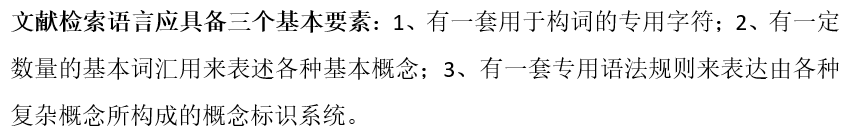 文献检索语言应具备三个基本要素：1、有一套用于构词的专用字符；2、有一定
数量的基本词汇用来表述各种基本概念；3、有一套专用语法规则来表达由各种
复杂概念所构成的概念标识系统。